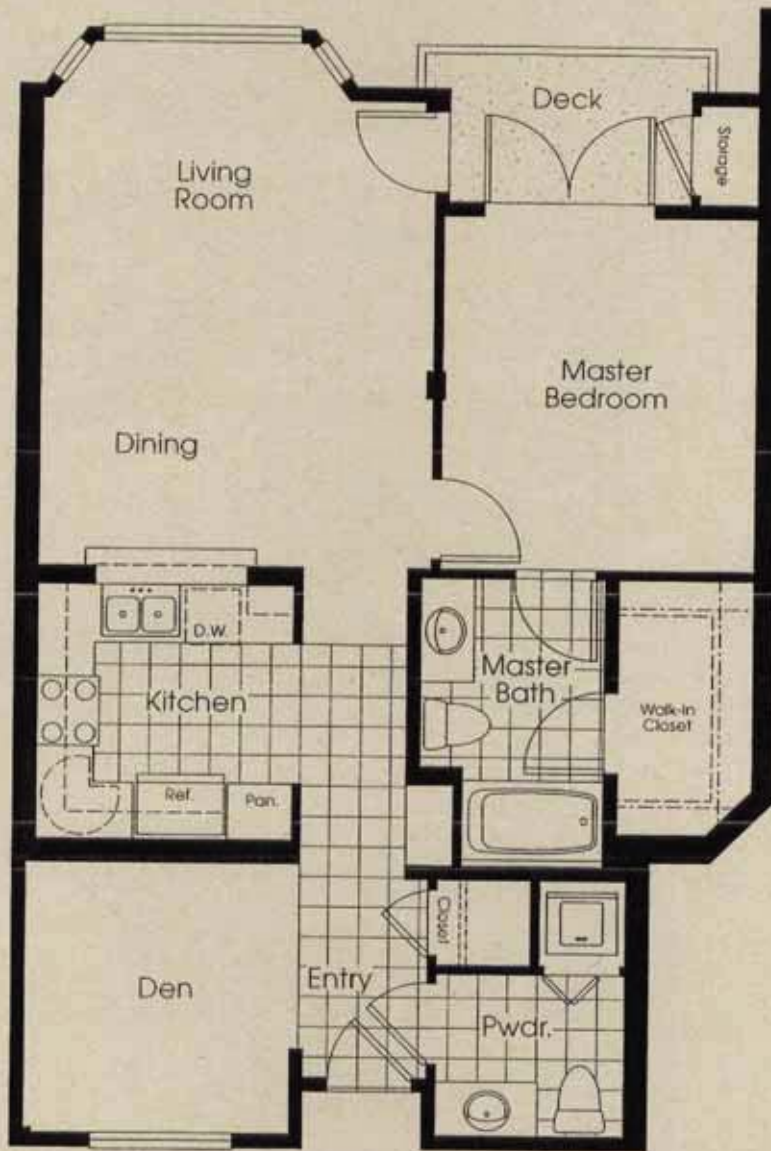 Deck
Storage
Living
Room
Master
Bedroom
Dining
D.W.
Kitchen
Master
Bath
Walk-In
Closet
Ref.
Pan.
Closet
Entry
Den
Pwdr.